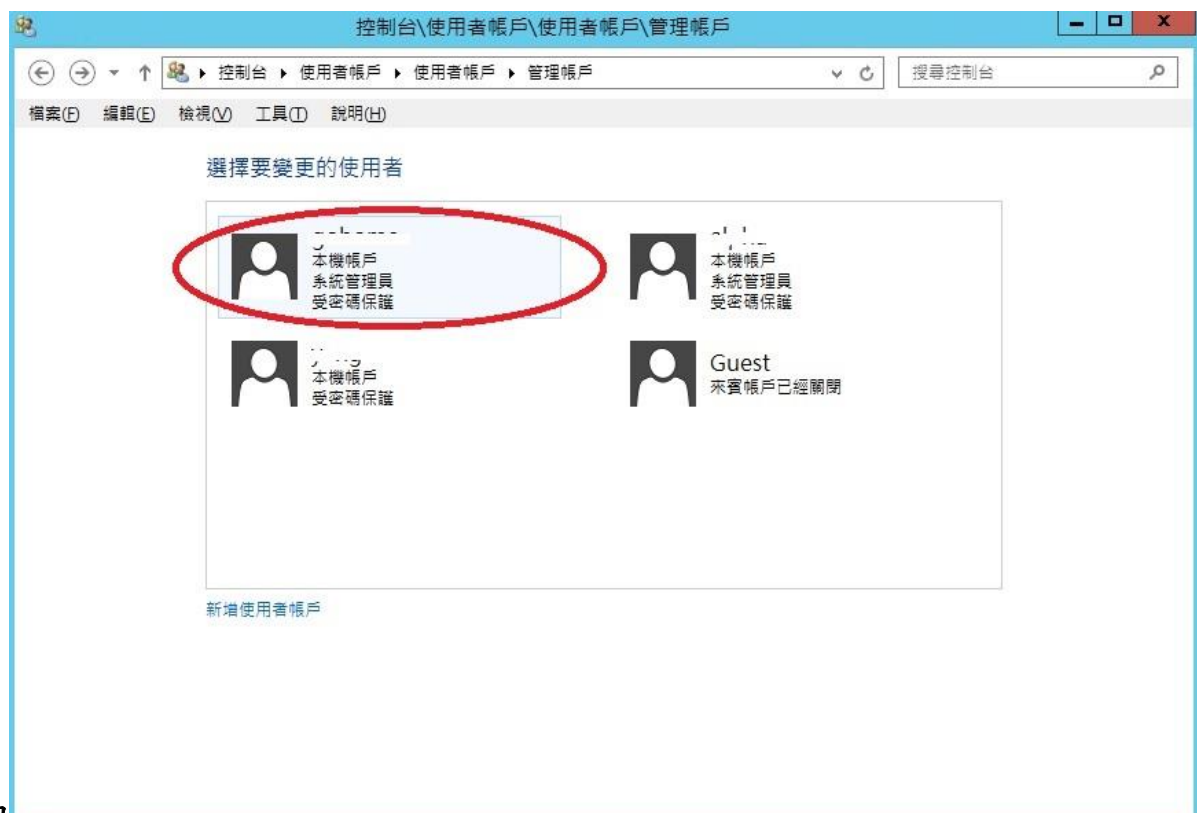 控制台\使用者帳戶\使用者帳戶\管理帳戶
控制台 使用者帳戶 使用者帳戶 管理帳戶
搜尋控制台
檔案(F) 編輯(E) 檢視(V) 工具(T) 說明(H)
選擇要變更的使用者
本機帳戶
系統管理員
受密碼保護
本機帳戶
系統管理員
受密碼保護
本機帳戶
受密碼保護
Guest
來賓帳戶已經關閉
新增使用者帳戶